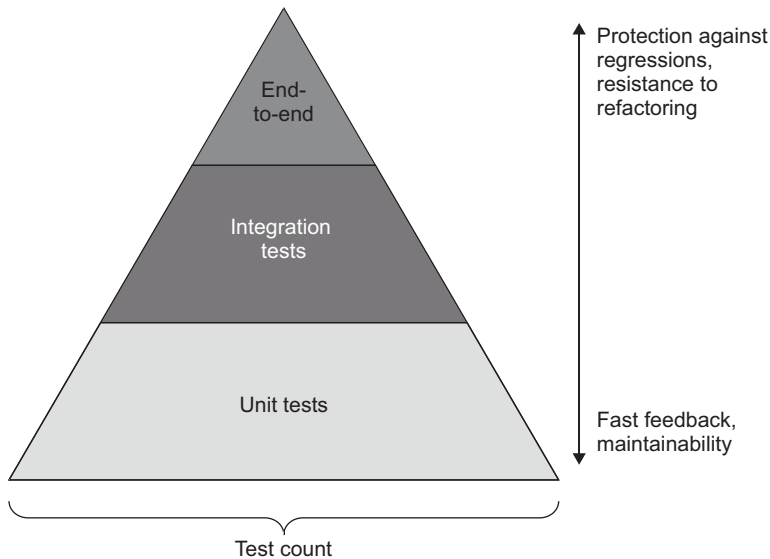 End-
to-end
Integration
tests
Unit tests
Protection against
regressions,
resistance to
refactoring
Fast feedback,
maintainability
Test count